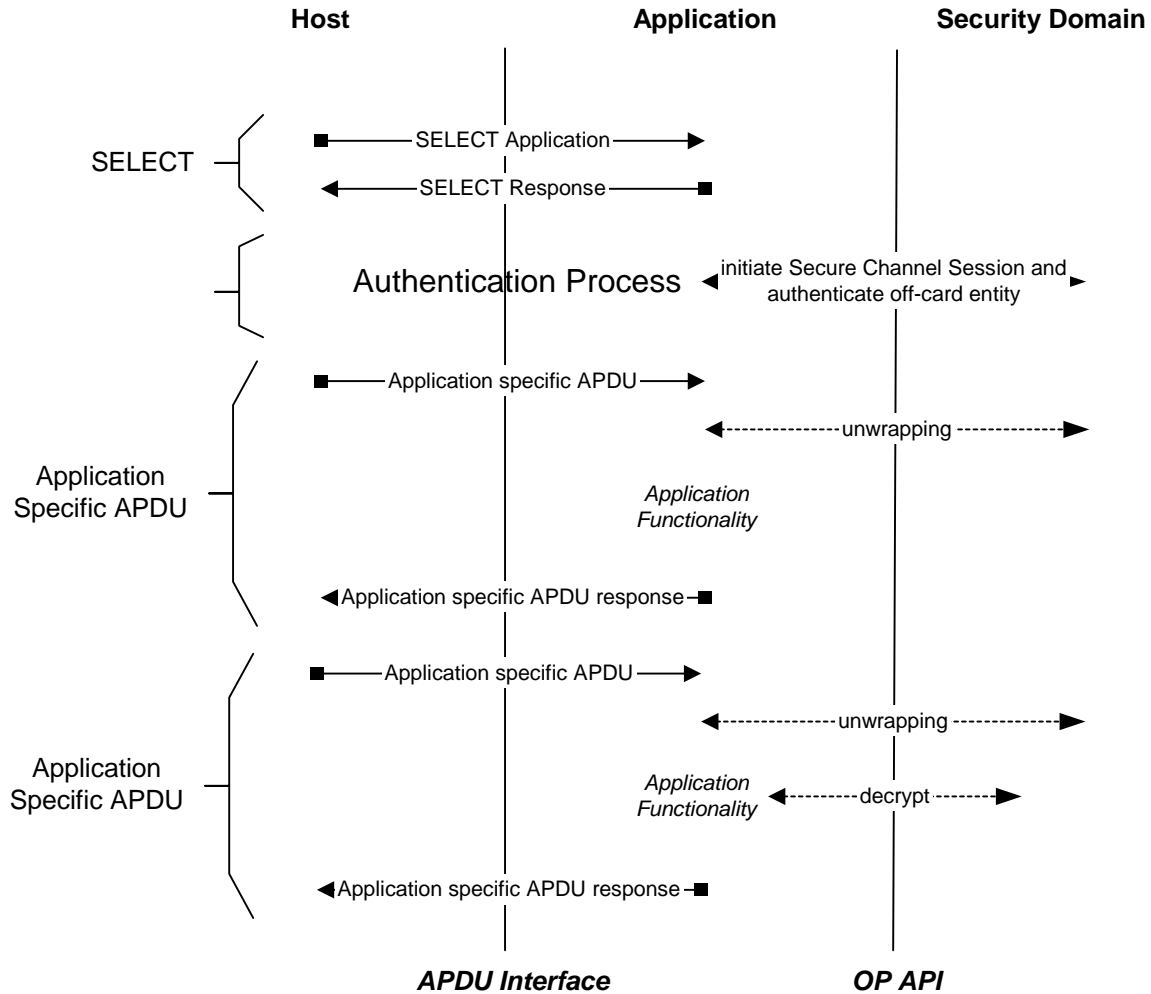 Host
Application
Security Domain
SELECT Application
SELECT
SELECT Response
Authentication Process
initiate Secure Channel Session and
authenticate off-card entity
Application specific APDU
unwrapping
Application
Specific APDU
Application
Functionality
Application specific APDU response
Application specific APDU
unwrapping
Application
Specific APDU
Application
Functionality
decrypt
Application specific APDU response
APDU Interface
OP API